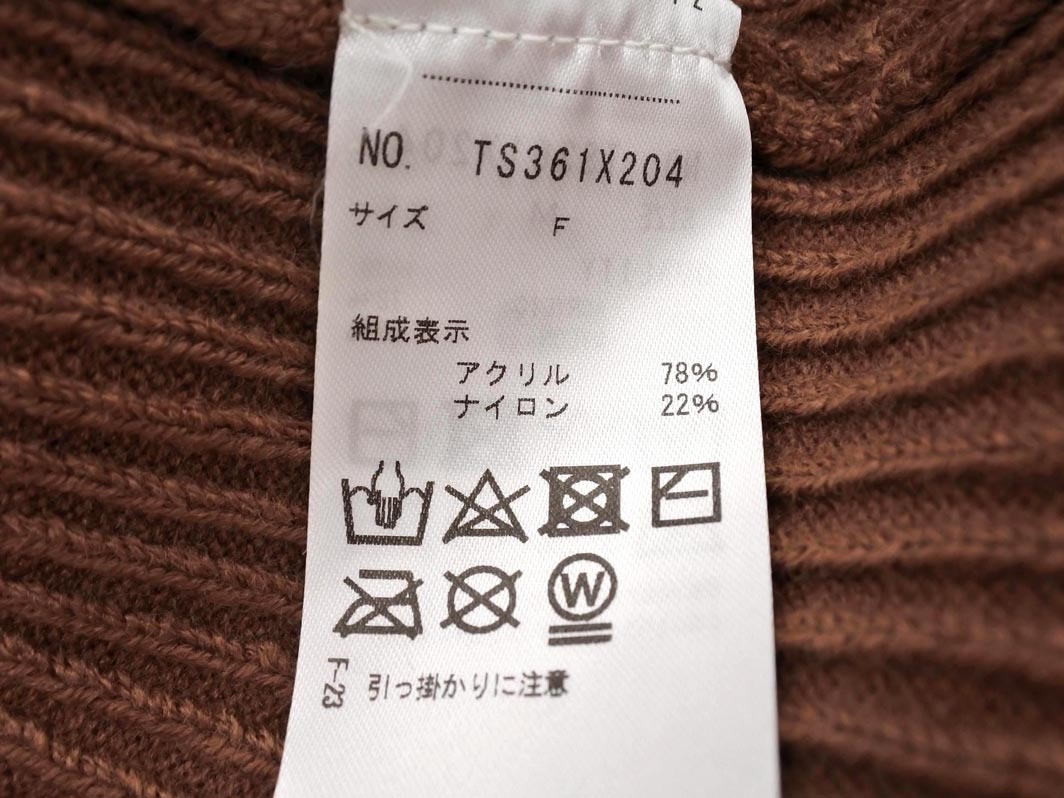 NO. TS361X204
サイズ F
組成表示
アクリル 78%
ナイロン 22%
W
F-23 引っ掛かりに注意